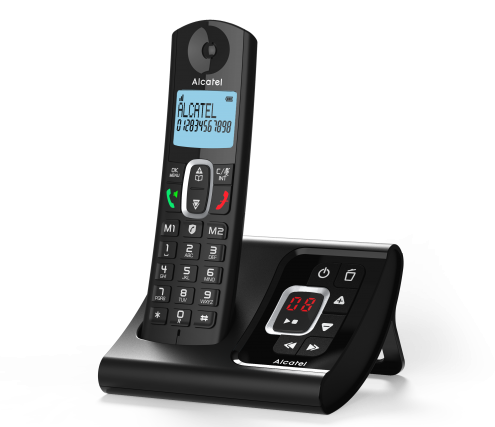 Alcatel
ALCATEL
01234567898
OK
MENU
C/
INT
M1
M2
1
2
ABC
3
DEF
4
GHI
5
JKL
6
MNO
7
PQRS
8
TUV
9
WXYZ
*
0
#
08
Alcatel